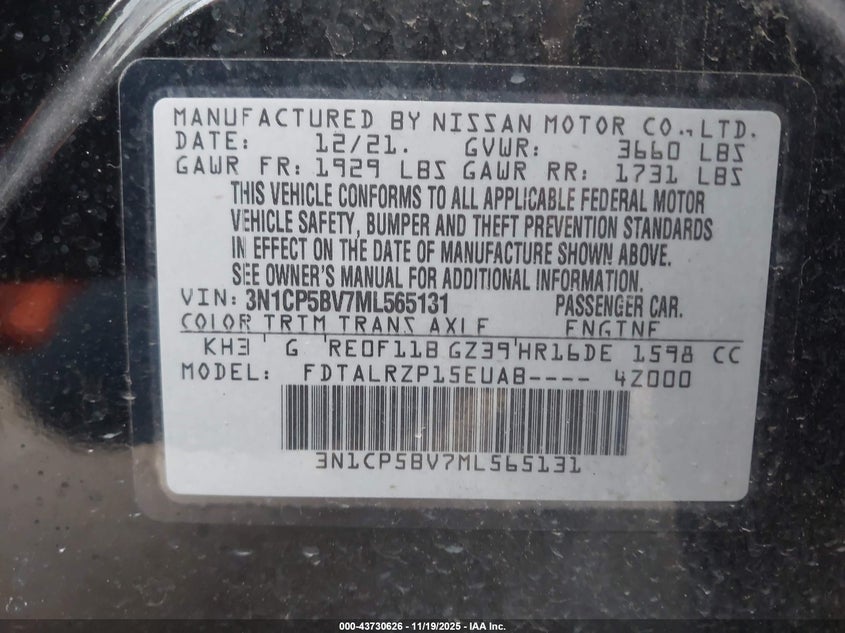 MANUFACTURED BY NISSAN MOTOR CO.,LTD.
DATE: 12/21. GVWR: 3660 LBS
GAWR FR: 1929 LBS GAWR RR: 1731 LBS
THIS VEHICLE CONFORMS TO ALL APPLICABLE FEDERAL MOTOR
VEHICLE SAFETY, BUMPER AND THEFT PREVENTION STANDARDS
IN EFFECT ON THE DATE OF MANUFACTURE SHOWN ABOVE.
SEE OWNER'S MANUAL FOR ADDITIONAL INFORMATION.
VIN: 3N1CP5BV7ML565131 PASSENGER CAR.
COLOR TRIM TRANS AXLE ENGINE
KH3 G RE0F11B GZ39 HR16DE 1598 CC
MODEL: FDTALRZP15EUAB---- 4Z000
3N1CP5BV7ML565131
000-43730626 - 11/19/2025 - IAA Inc.